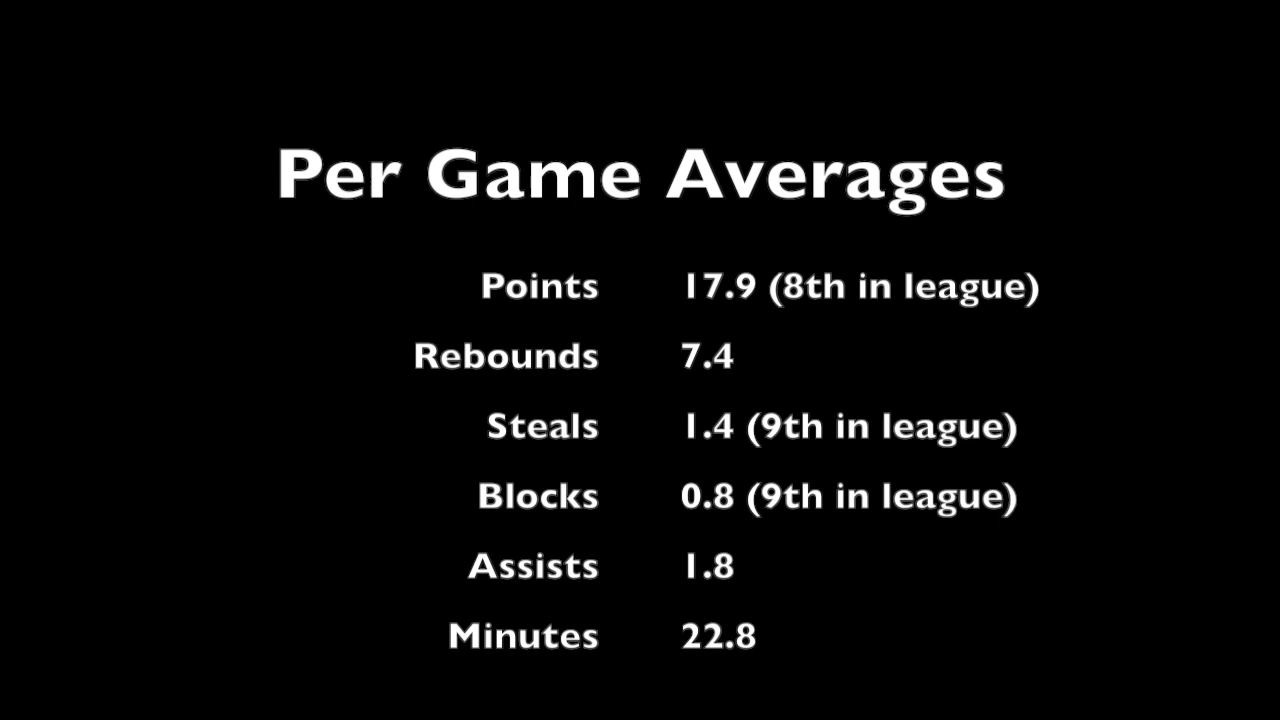 Per Game Averages
Points 17.9 (8th in league)
Rebounds 7.4
Steals 1.4 (9th in league)
Blocks 0.8 (9th in league)
Assists 1.8
Minutes 22.8